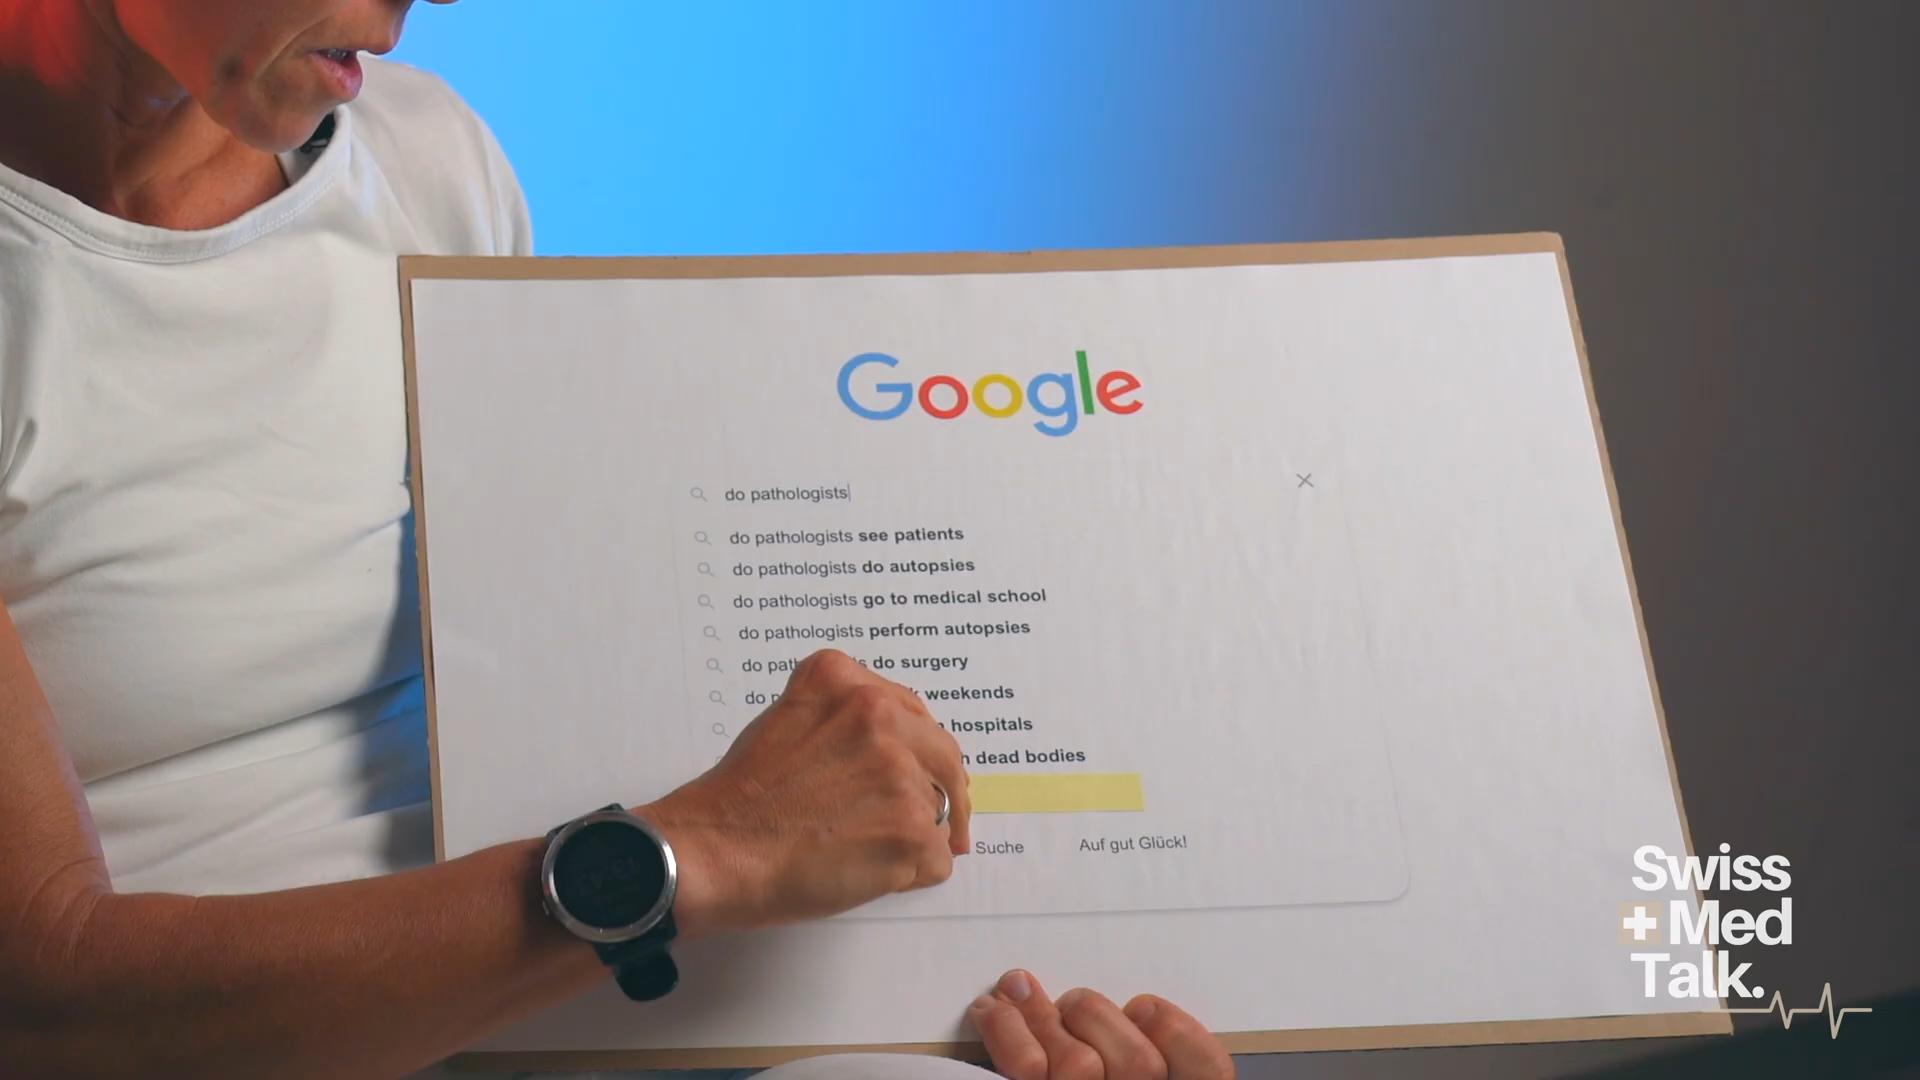 Google
do pathologists
do pathologists see patients
do pathologists do autopsies
do pathologists go to medical school
do pathologists perform autopsies
do do surgery
do weekends
hospitals
dead bodies
Suche Auf gut Glück!
Swiss
+Med
Talk.